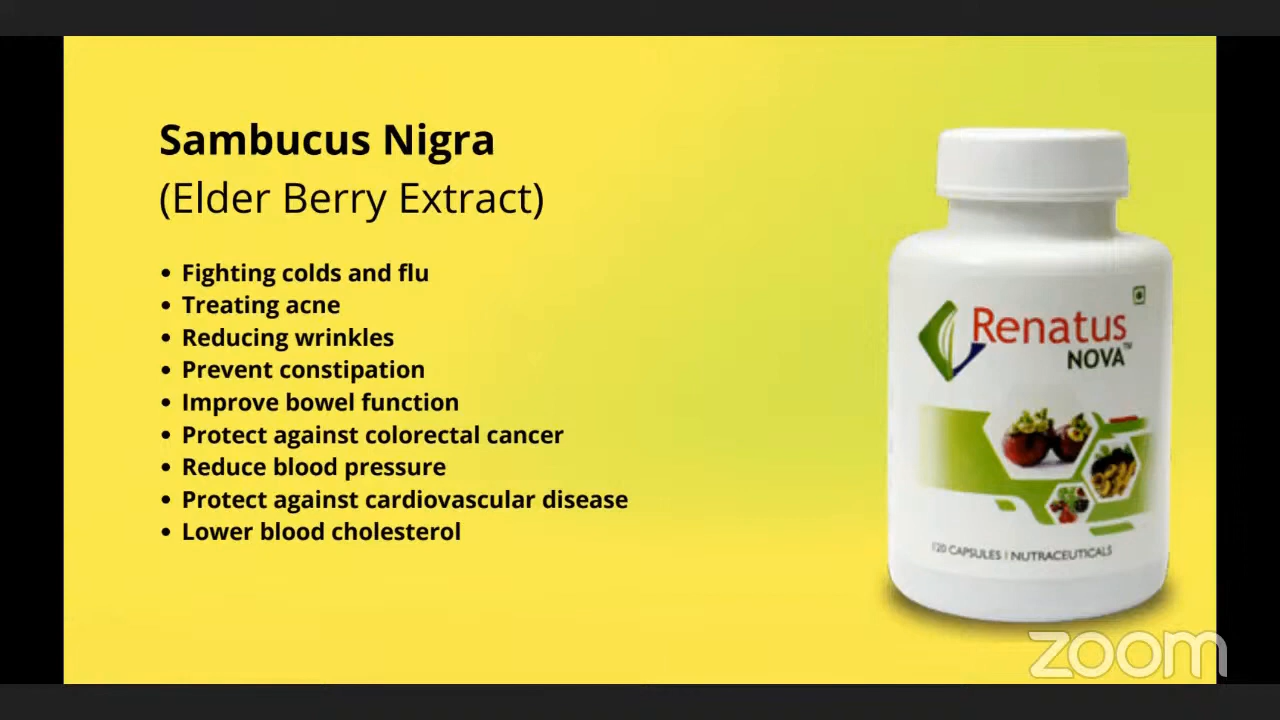 Sambucus Nigra
(Elder Berry Extract)
• Fighting colds and flu
• Treating acne
• Reducing wrinkles
• Prevent constipation
• Improve bowel function
• Protect against colorectal cancer
• Reduce blood pressure
• Protect against cardiovascular disease
• Lower blood cholesterol
Renatus
NOVA™
120 CAPSULES | NUTRACEUTICALS
zoom